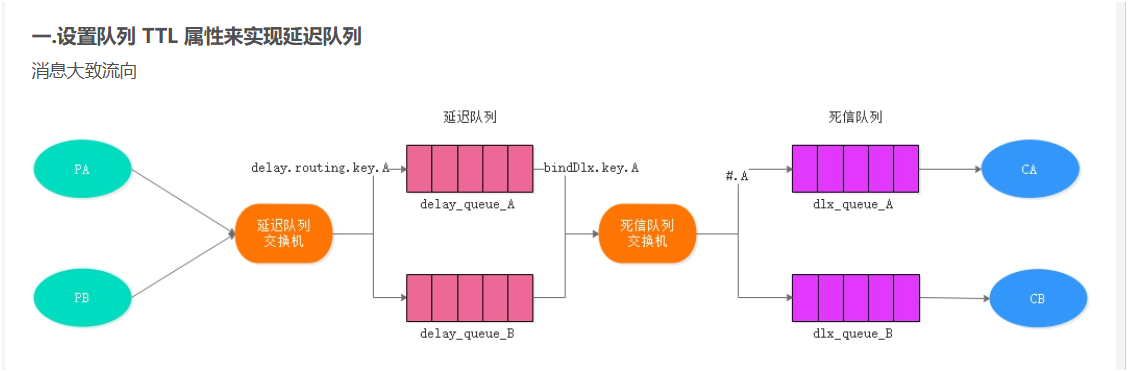 一.设置队列 TTL 属性来实现延迟队列
消息大致流向
延迟队列
死信队列
PA
delay.routing.key.A
bindDlx.key.A
#.A
CA
delay_queue_A
dlx_queue_A
延迟队列
交换机
死信队列
交换机
PB
CB
delay_queue_B
dlx_queue_B